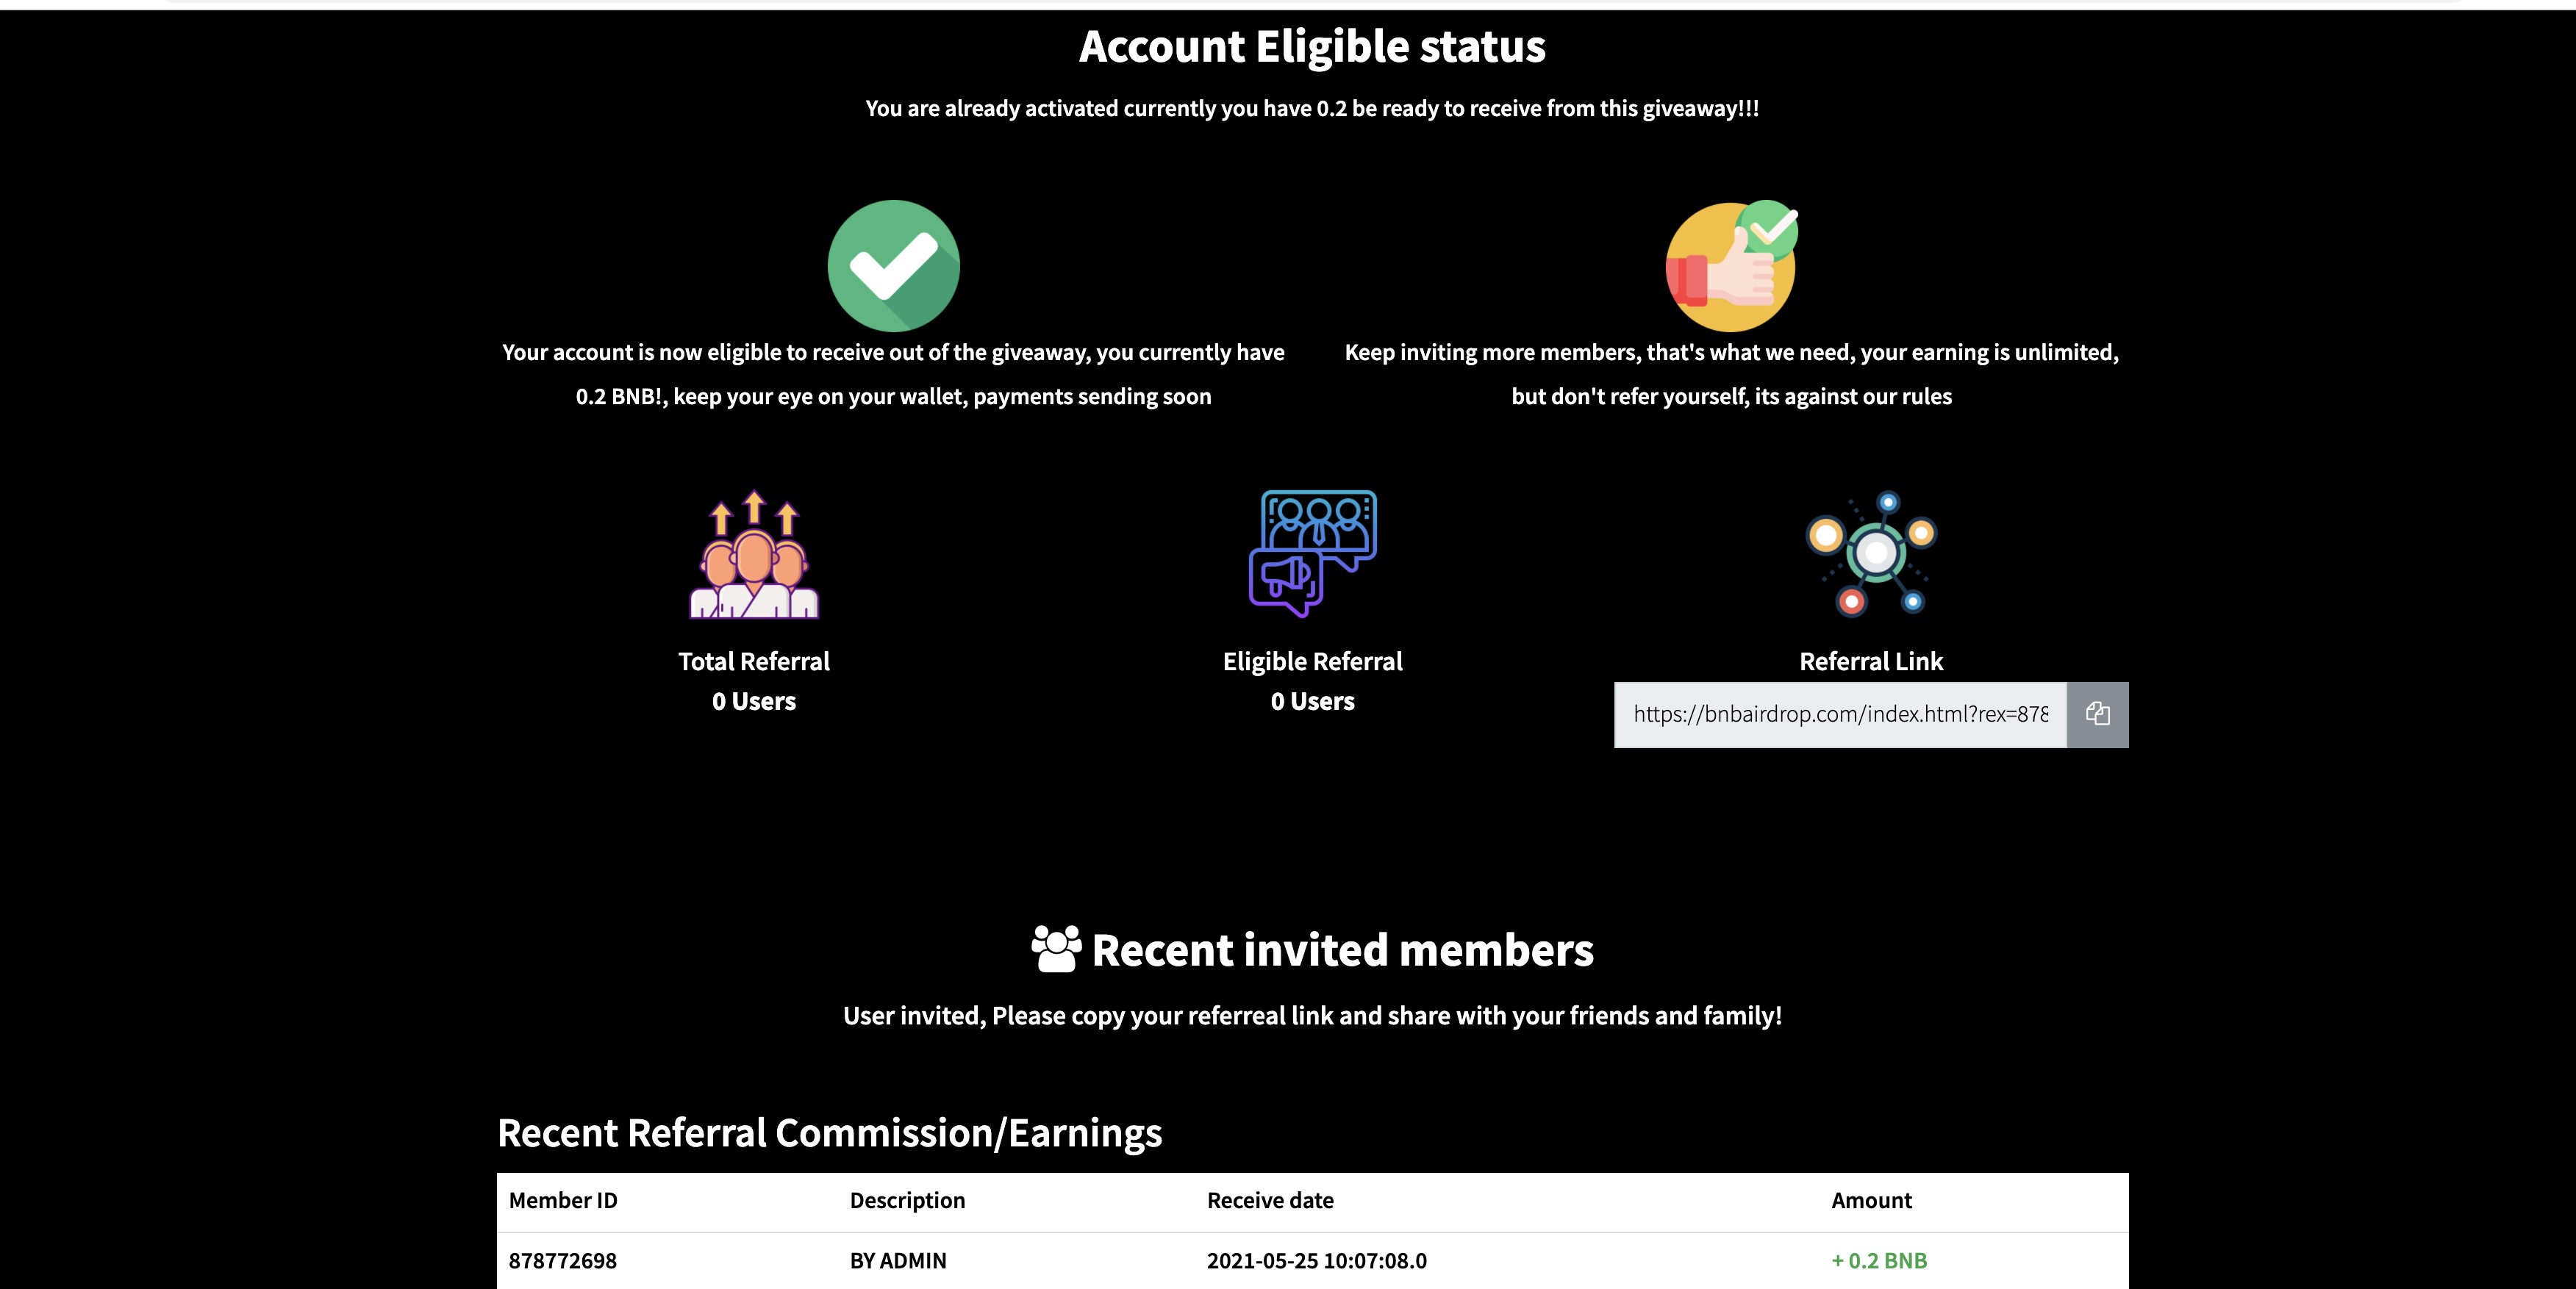 Account Eligible status
You are already activated currently you have 0.2 be ready to receive from this giveaway!!!
Your account is now eligible to receive out of the giveaway, you currently have
0.2 BNB!, keep your eye on your wallet, payments sending soon
Keep inviting more members, that's what we need, your earning is unlimited,
but don't refer yourself, its against our rules
Total Referral
0 Users
Eligible Referral
0 Users
Referral Link
https://bnbairdrop.com/index.html?rex=878
Recent invited members
User invited, Please copy your referreal link and share with your friends and family!
Recent Referral Commission/Earnings
Member ID Description Receive date Amount
878772698 BY ADMIN 2021-05-25 10:07:08.0 + 0.2 BNB